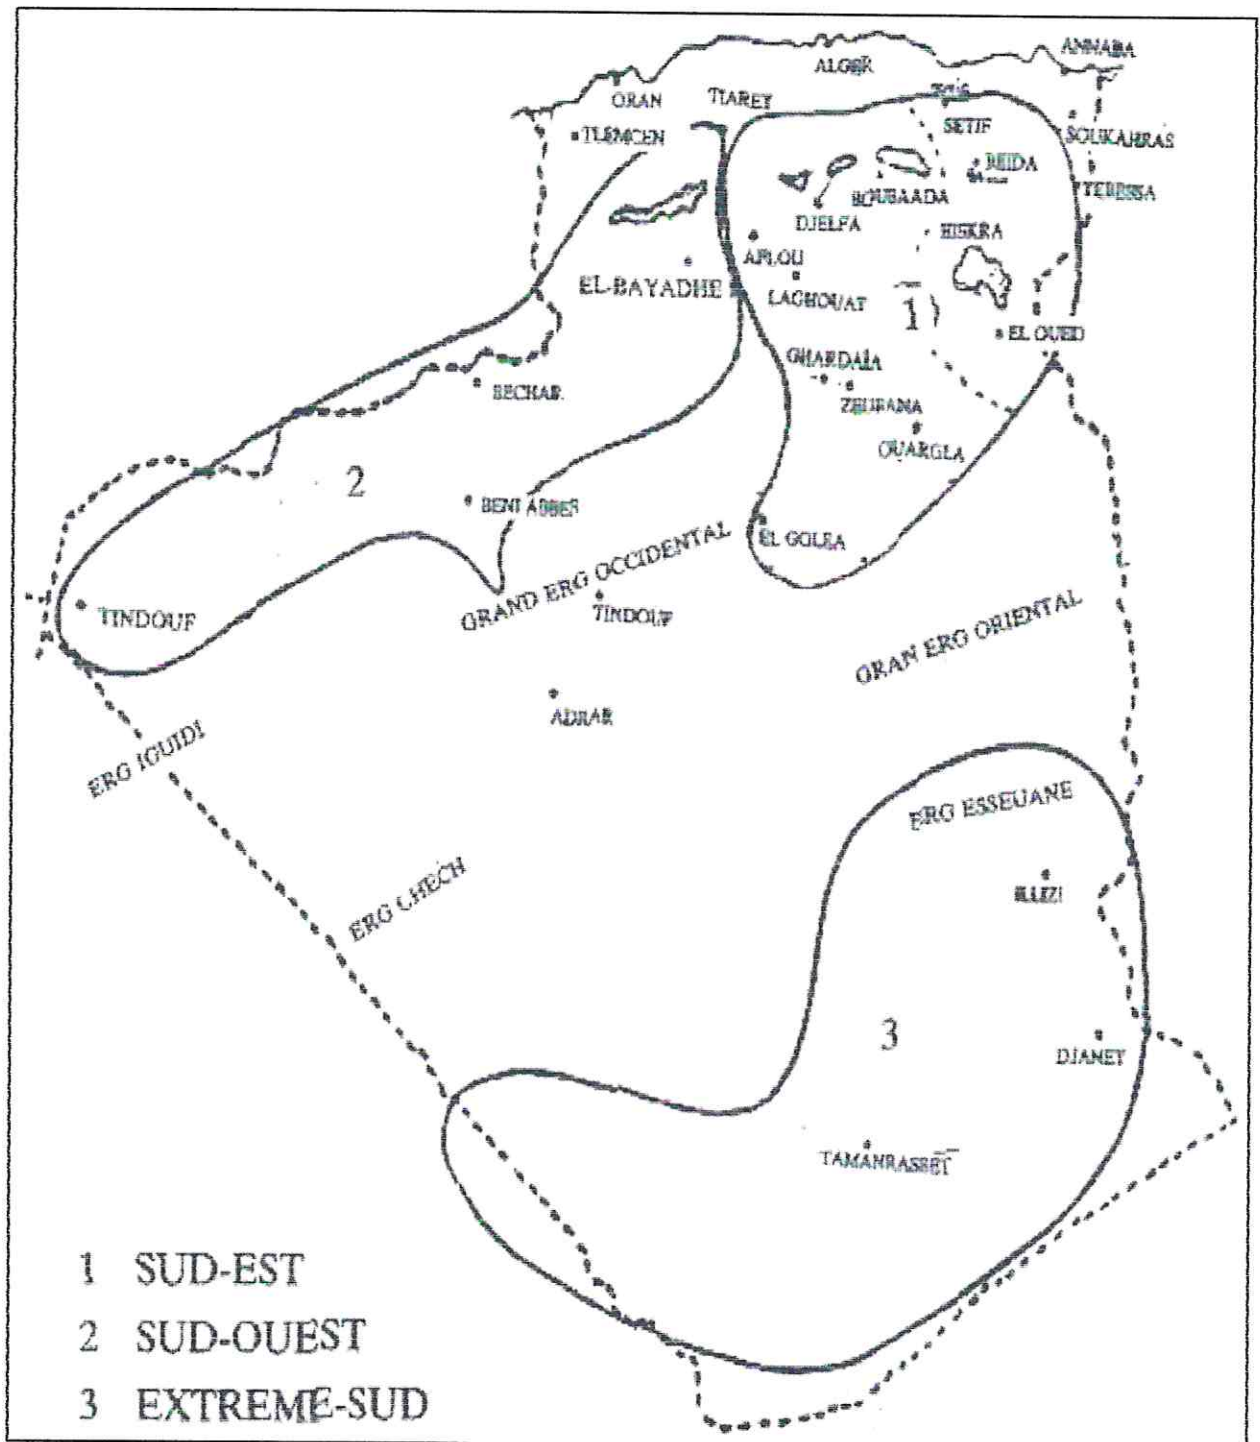 ANNABA
ALGER
ORAN
TIARET
TLEMCEN
SETIF
SOUKAHRAS
BEIDA
TEBESSA
BOUSAADA
DJELFA
BISKRA
AFLOU
EL-BAYADHE
LAGHOUAT
1
EL OUED
GHARDAIA
BECHAR
OUARGLA
2
BENI ABBES
EL GOLEA
GRAND ERG OCCIDENTAL
TINDOUF
TINDOUF
GRAN ERG ORIENTAL
ADRAR
ERG IGUIDI
ERG ESSEUANE
ILLEZI
ERG CHECH
3
DJANET
TAMANRASSET
1 SUD-EST
2 SUD-OUEST
3 EXTREME-SUD